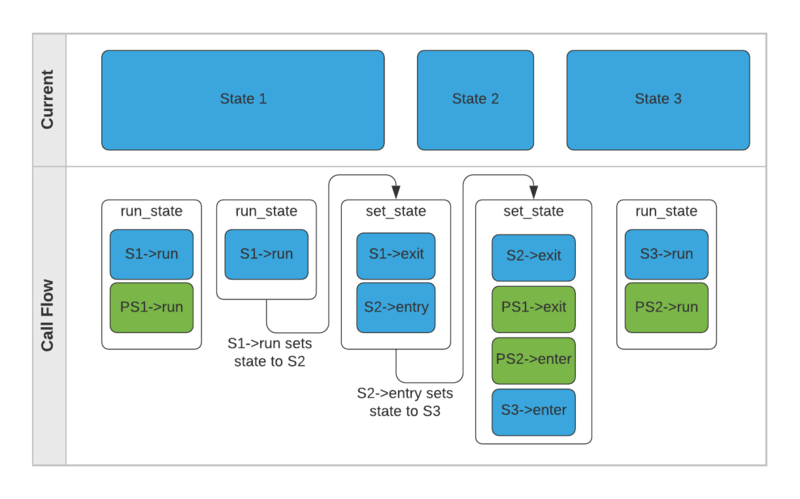 Current
State 1
State 2
State 3
Call Flow
run_state
S1->run
PS1->run
run_state
S1->run
S1->run sets
state to S2
set_state
S1->exit
S2->entry
S2->entry sets
state to S3
set_state
S2->exit
PS1->exit
PS2->enter
S3->enter
run_state
S3->run
PS2->run